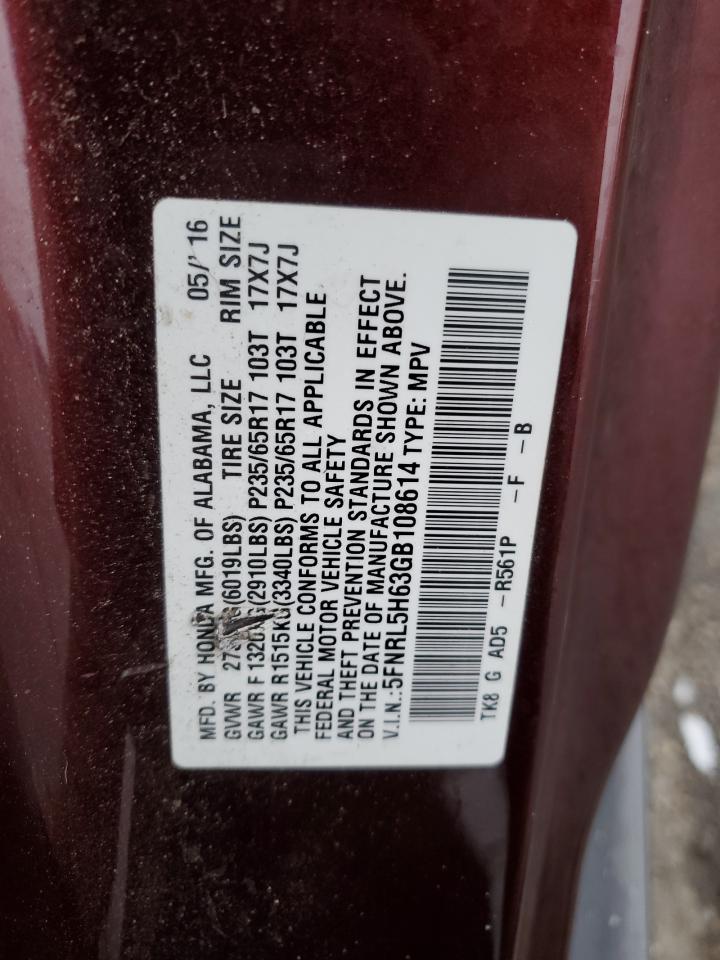 MFD. BY HONDA MFG. OF ALABAMA, LLC 05/'16
GVWR (6019LBS) TIRE SIZE RIM SIZE
GAWR F 1320KG(2910LBS) P235/65R17 103T 17X7J
GAWR R1515KG(3340LBS) P235/65R17 103T 17X7J
THIS VEHICLE CONFORMS TO ALL APPLICABLE
FEDERAL MOTOR VEHICLE SAFETY
AND THEFT PREVENTION STANDARDS IN EFFECT
ON THE DATE OF MANUFACTURE SHOWN ABOVE.
V.I.N.:5FNRL5H63GB108614 TYPE: MPV
TK8 G AD5 -R561P -F -B